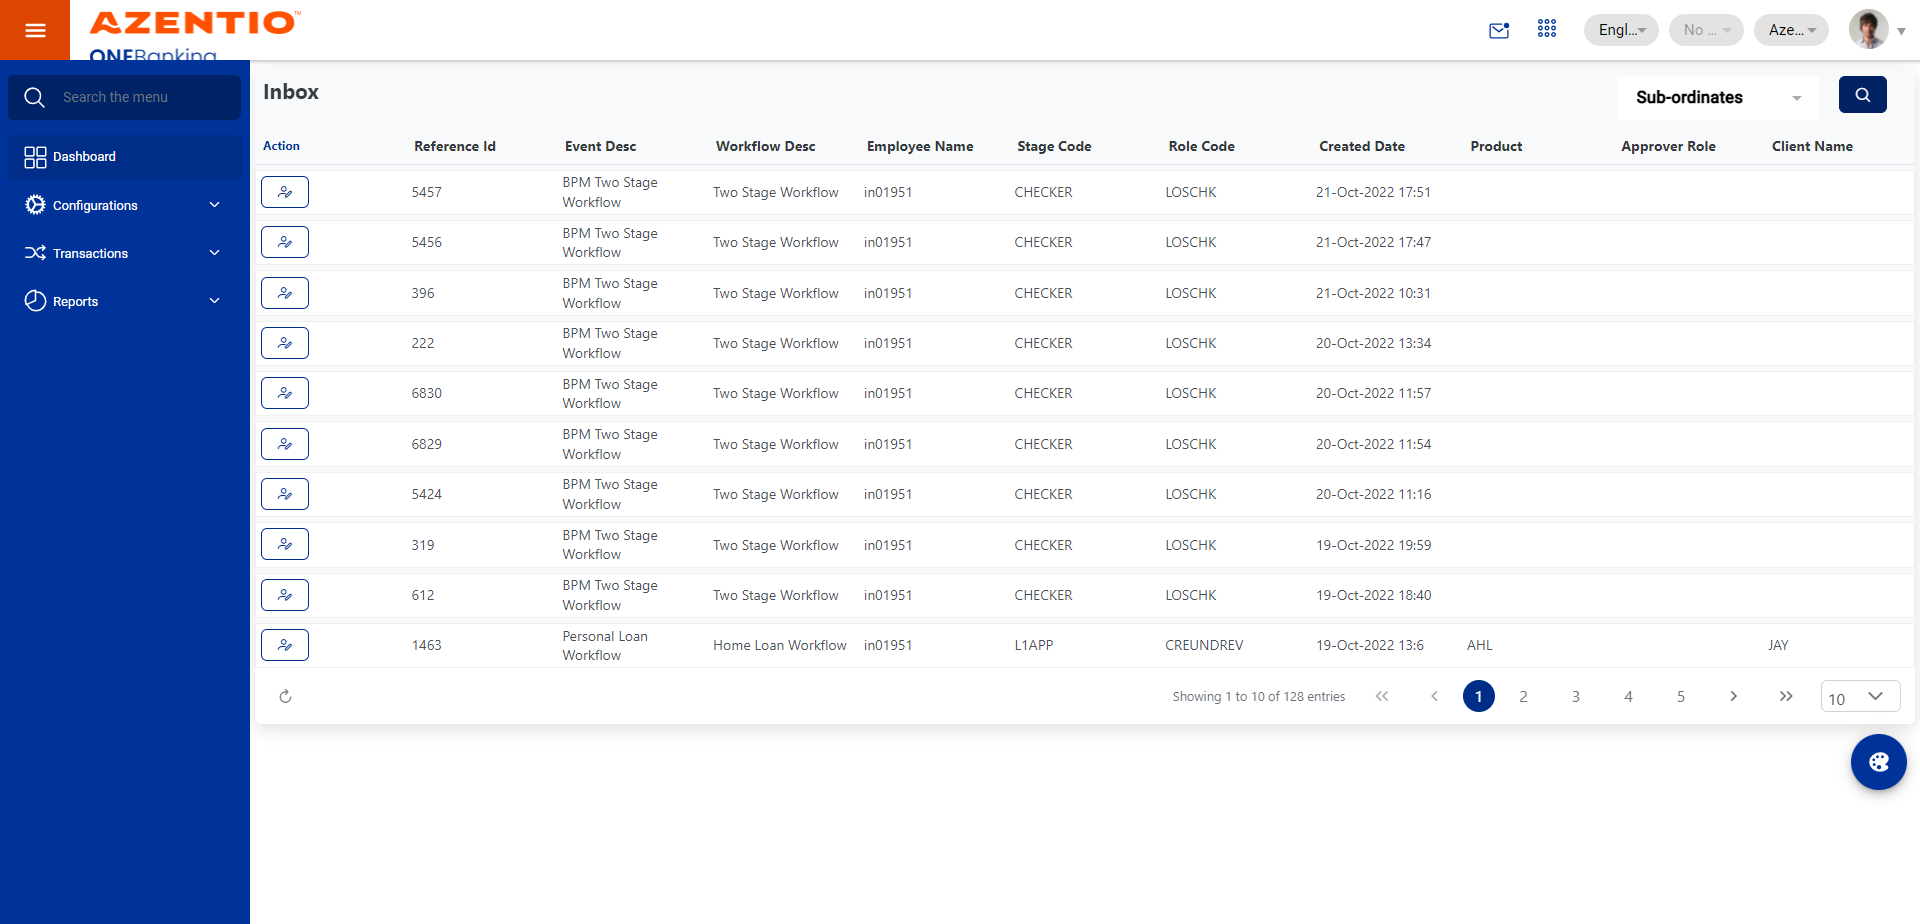 AZENTIO™
ONEBanking
Engl...
No ...
Aze...
Search the menu
Dashboard
Configurations
Transactions
Reports
Inbox
Sub-ordinates
Action Reference Id Event Desc Workflow Desc Employee Name Stage Code Role Code Created Date Product Approver Role Client Name
5457 BPM Two Stage Workflow Two Stage Workflow in01951 CHECKER LOSCHK 21-Oct-2022 17:51
5456 BPM Two Stage Workflow Two Stage Workflow in01951 CHECKER LOSCHK 21-Oct-2022 17:47
396 BPM Two Stage Workflow Two Stage Workflow in01951 CHECKER LOSCHK 21-Oct-2022 10:31
222 BPM Two Stage Workflow Two Stage Workflow in01951 CHECKER LOSCHK 20-Oct-2022 13:34
6830 BPM Two Stage Workflow Two Stage Workflow in01951 CHECKER LOSCHK 20-Oct-2022 11:57
6829 BPM Two Stage Workflow Two Stage Workflow in01951 CHECKER LOSCHK 20-Oct-2022 11:54
5424 BPM Two Stage Workflow Two Stage Workflow in01951 CHECKER LOSCHK 20-Oct-2022 11:16
319 BPM Two Stage Workflow Two Stage Workflow in01951 CHECKER LOSCHK 19-Oct-2022 19:59
612 BPM Two Stage Workflow Two Stage Workflow in01951 CHECKER LOSCHK 19-Oct-2022 18:40
1463 Personal Loan Workflow Home Loan Workflow in01951 L1APP CREUNDREV 19-Oct-2022 13:6 AHL JAY
Showing 1 to 10 of 128 entries 1 2 3 4 5 10